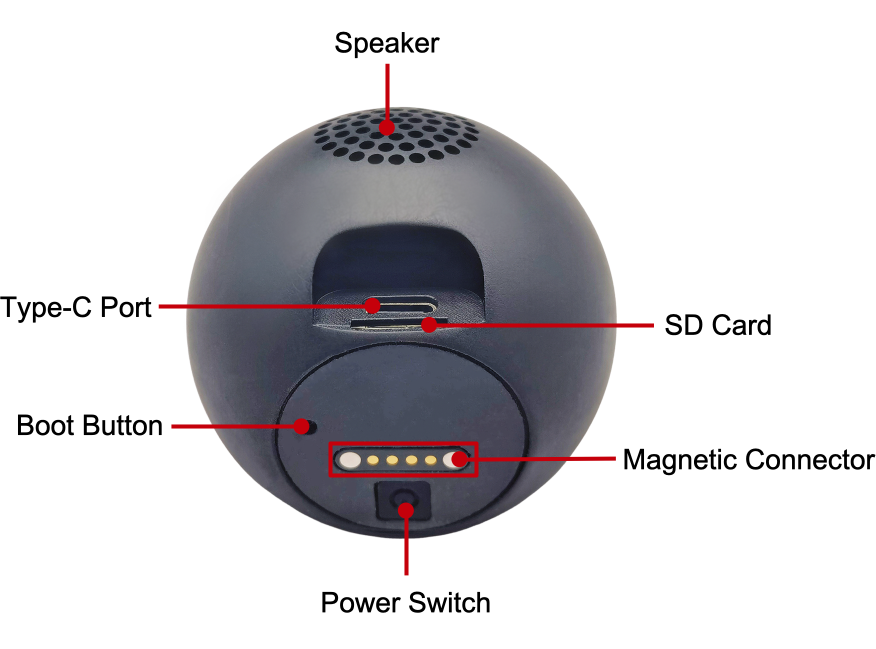 Speaker
Type-C Port
SD Card
Boot Button
Magnetic Connector
Power Switch